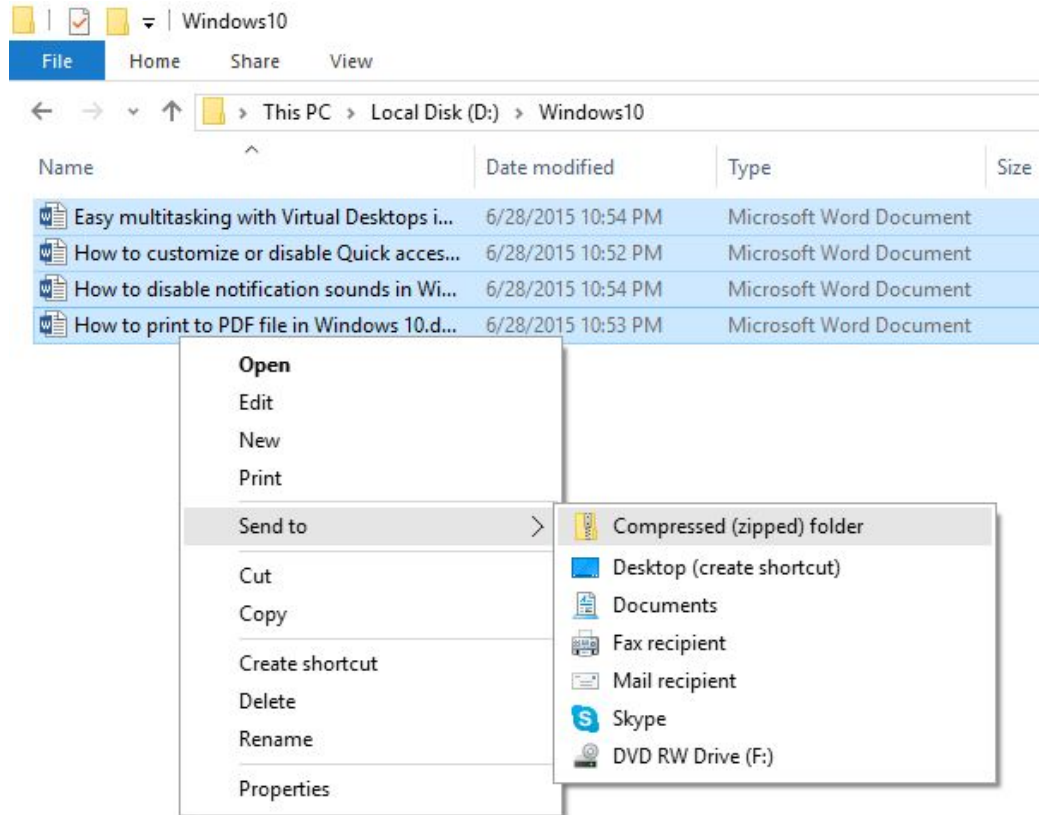 Windows10
File Home Share View
This PC Local Disk (D:) Windows10
Name Date modified Type Size
Easy multitasking with Virtual Desktops i... 6/28/2015 10:54 PM Microsoft Word Document
How to customize or disable Quick acces... 6/28/2015 10:52 PM Microsoft Word Document
How to disable notification sounds in Wi... 6/28/2015 10:54 PM Microsoft Word Document
How to print to PDF file in Windows 10.d... 6/28/2015 10:53 PM Microsoft Word Document
Open
Edit
New
Print
Send to
Cut
Copy
Create shortcut
Delete
Rename
Properties
Compressed (zipped) folder
Desktop (create shortcut)
Documents
Fax recipient
Mail recipient
Skype
DVD RW Drive (F:)